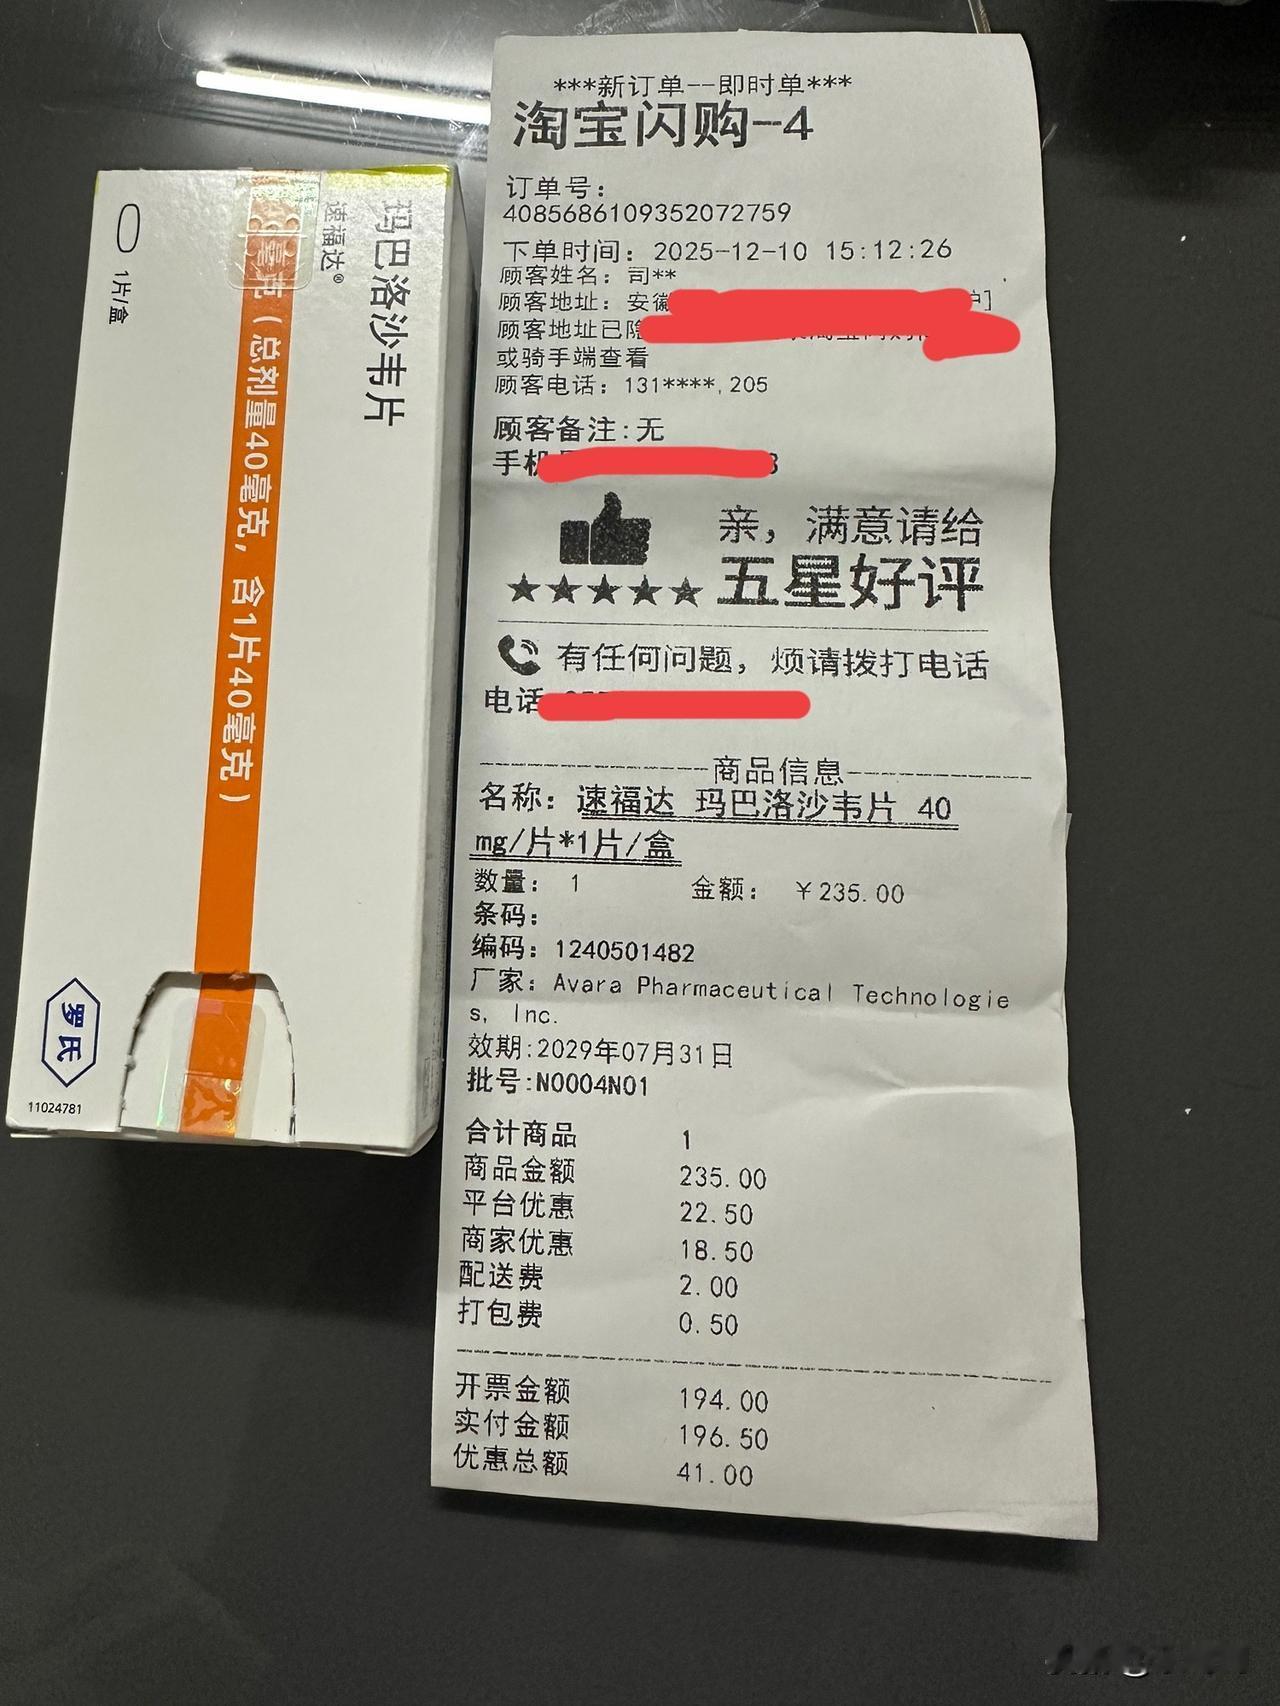 玛巴洛沙韦片
速福达®
毫克(总剂量40毫克,含1片40毫克)
1片/盒
罗氏
11024781
***新订单--即时单***
淘宝闪购-4
订单号:
4085686109352072759
下单时间: 2025-12-10 15:12:26
顾客姓名: 司**
顾客地址: 安徽
顾客地址已隐
或骑手端查看
顾客电话: 131****,205
顾客备注:无
手机
亲, 满意请给
★★★★★ 五星好评
有任何问题, 烦请拨打电话
电话
商品信息
名称: 速福达 玛巴洛沙韦片 40
mg/片*1片/盒
数量: 1 金额: ¥235.00
条码:
编码: 1240501482
厂家: Avara Pharmaceutical Technologie
s, Inc.
效期:2029年07月31日
批号:N0004N01
合计商品 1
商品金额 235.00
平台优惠 22.50
商家优惠 18.50
配送费 2.00
打包费 0.50
开票金额 194.00
实付金额 196.50
优惠总额 41.00